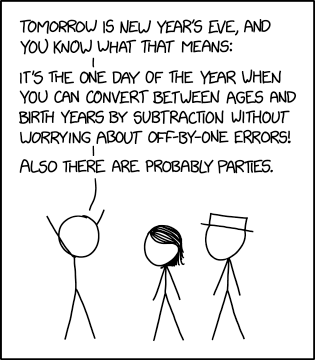 TOMORROW IS NEW YEAR'S EVE, AND
YOU KNOW WHAT THAT MEANS:
IT'S THE ONE DAY OF THE YEAR WHEN
YOU CAN CONVERT BETWEEN AGES AND
BIRTH YEARS BY SUBTRACTION WITHOUT
WORRYING ABOUT OFF-BY-ONE ERRORS!
ALSO THERE ARE PROBABLY PARTIES.